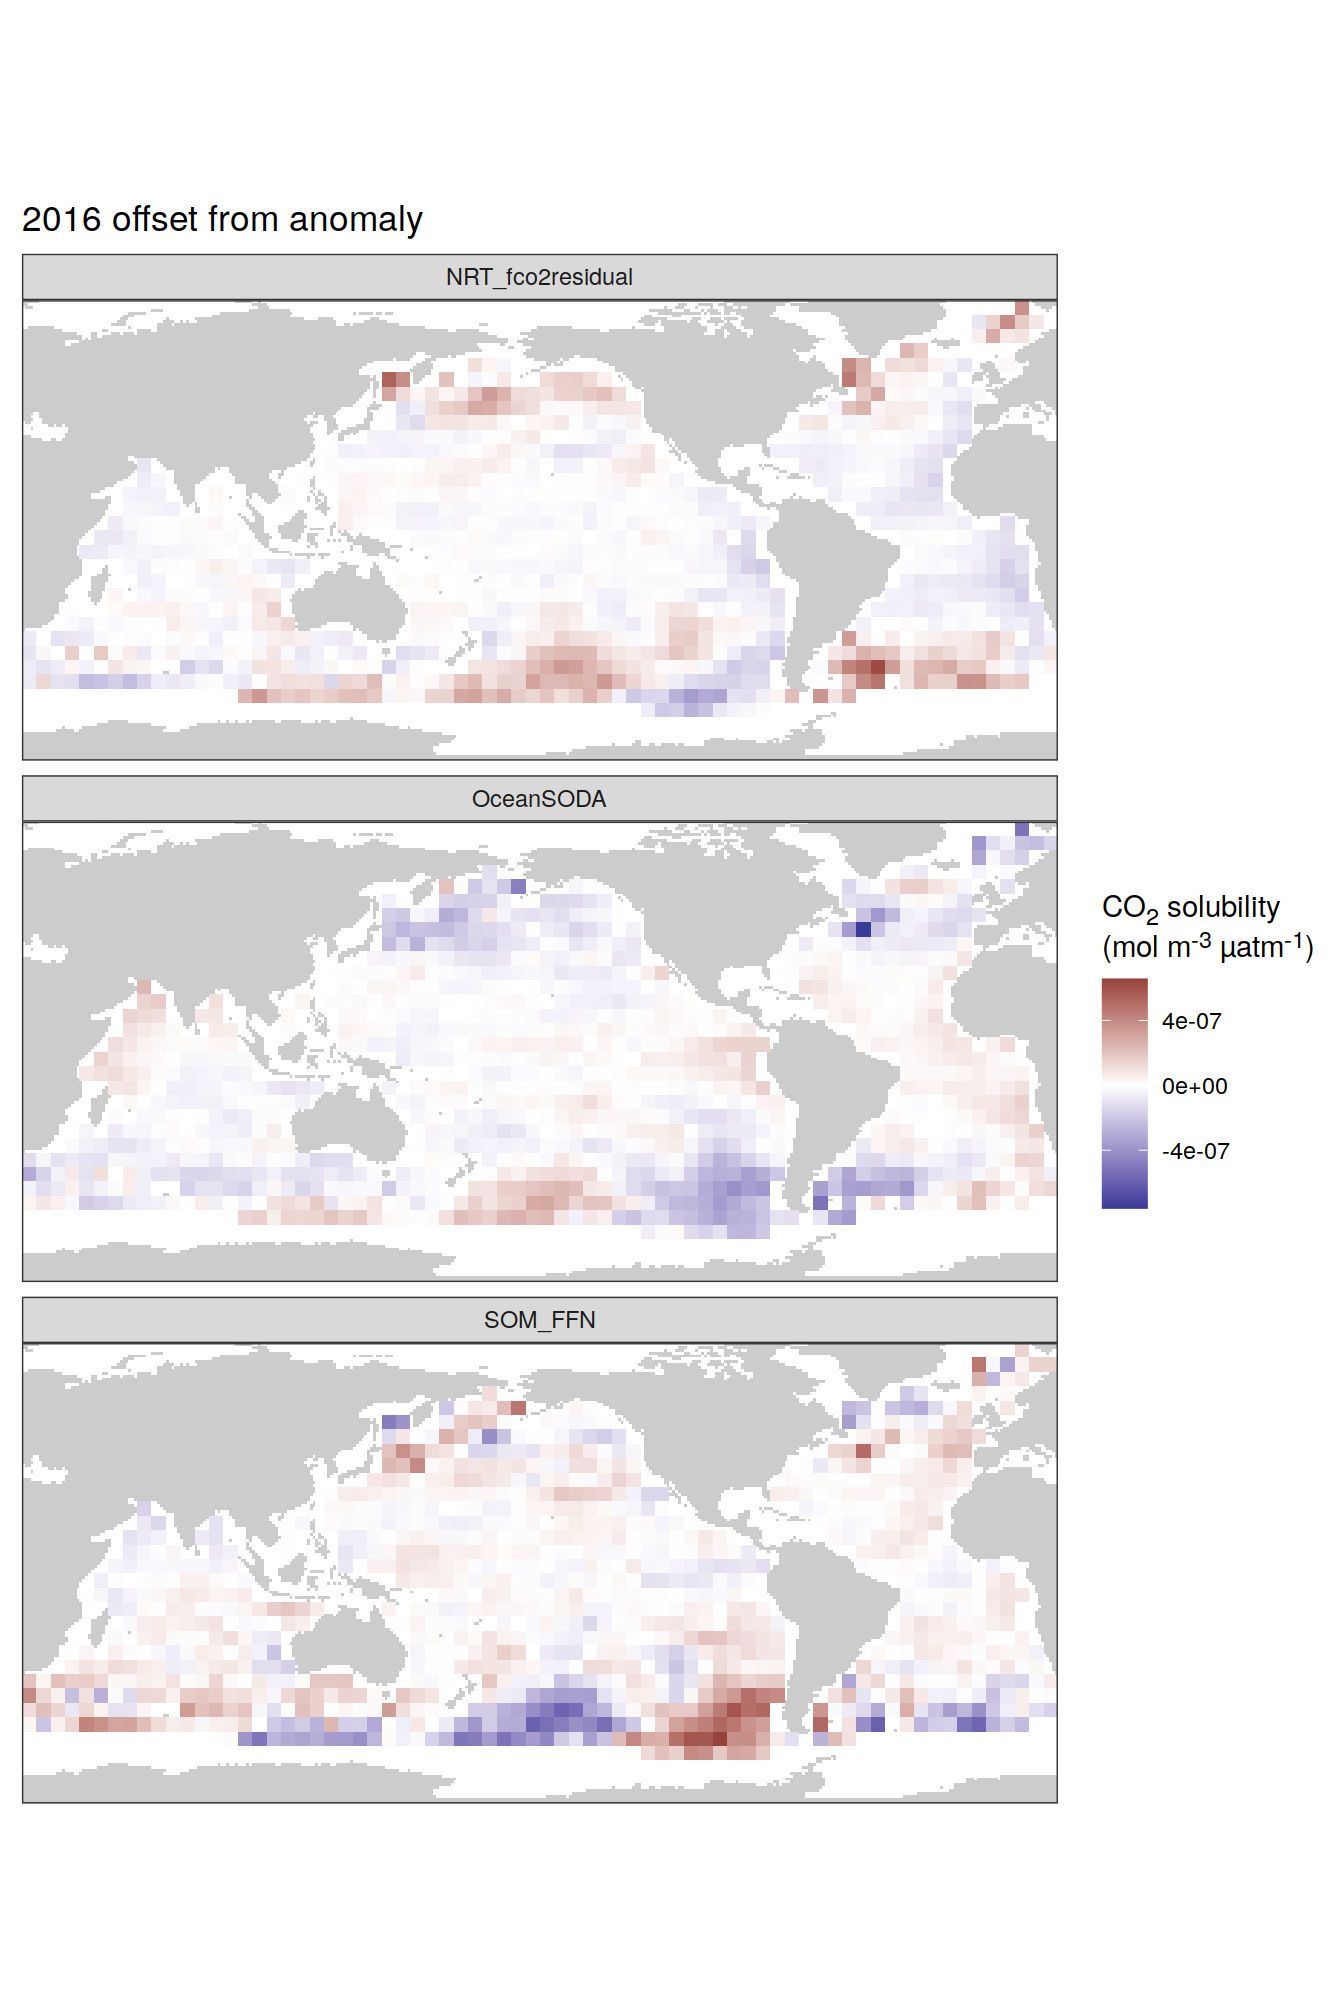 2016 offset from anomaly
NRT_fco2residual
OceanSODA
CO₂ solubility
(mol m⁻³ µatm⁻¹)
4e-07
0e+00
-4e-07
SOM_FFN